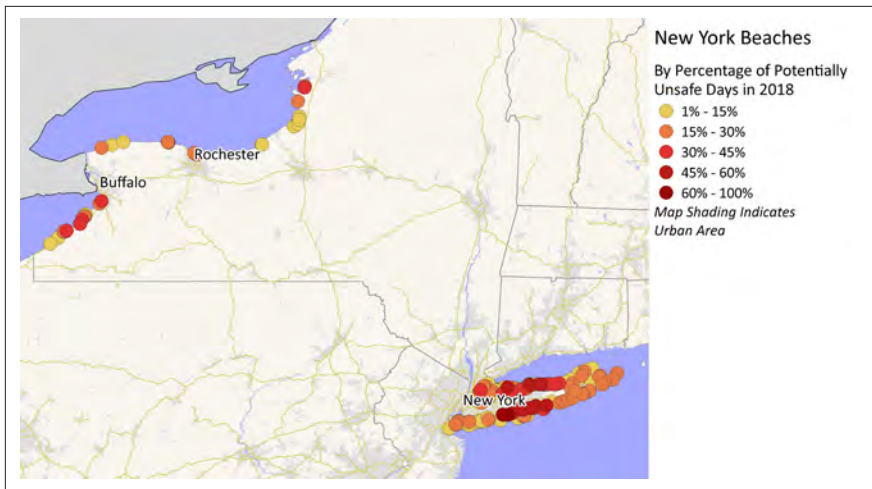 New York Beaches
By Percentage of Potentially
Unsafe Days in 2018
1% - 15%
15% - 30%
30% - 45%
45% - 60%
60% - 100%
Map Shading Indicates
Urban Area
Rochester
Buffalo
New York